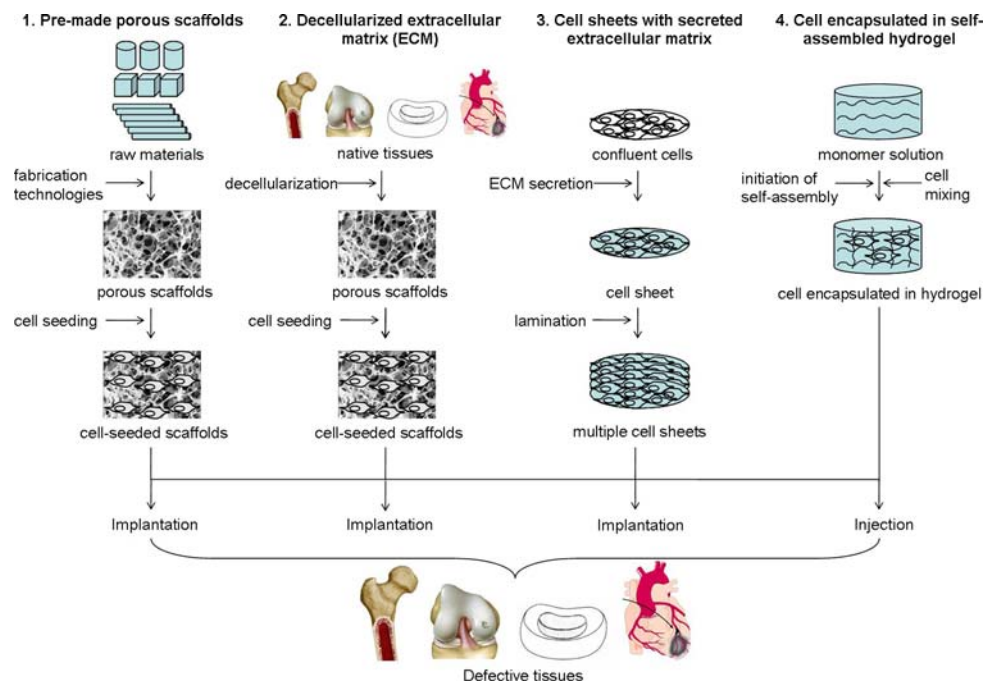 1. Pre-made porous scaffolds
2. Decellularized extracellular
matrix (ECM)
3. Cell sheets with secreted
extracellular matrix
4. Cell encapsulated in self-
assembled hydrogel
raw materials
native tissues
confluent cells
monomer solution
fabrication
technologies
decellularization
ECM secretion
initiation of
self-assembly
cell
mixing
porous scaffolds
porous scaffolds
cell sheet
cell encapsulated in hydrogel
cell seeding
cell seeding
lamination
cell-seeded scaffolds
cell-seeded scaffolds
multiple cell sheets
Implantation
Implantation
Implantation
Injection
Defective tissues